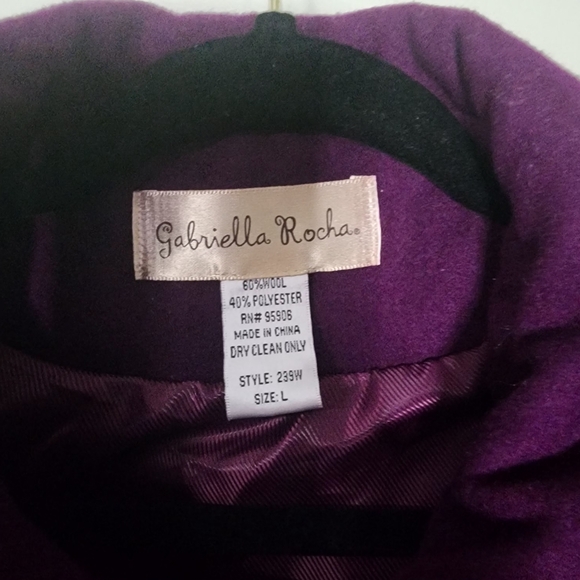 Gabriella Rocha.
60% WOOL
40% POLYESTER
RN# 95906
MADE IN CHINA
DRY CLEAN ONLY
STYLE: 239W
SIZE: L